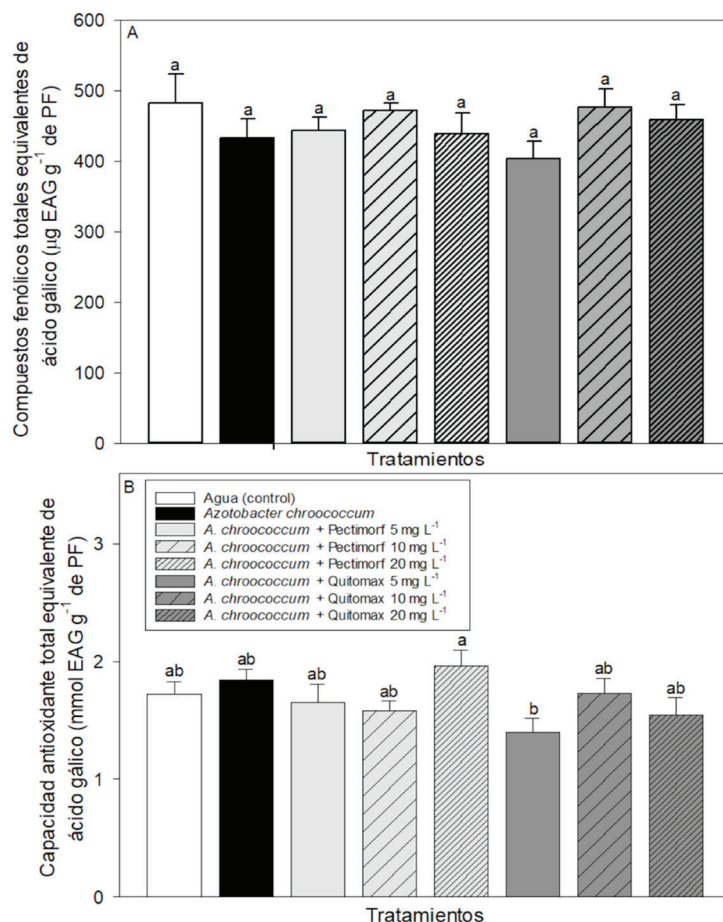 A
600
500
400
300
200
100
0
Compuestos fenólicos totales equivalentes de
ácido gálico (µg EAG g⁻¹ de PF)
a a a a a a a a
Tratamientos
B
3
2
1
0
Capacidad antioxidante total equivalente de
ácido gálico (mmol EAG g⁻¹ de PF)
Agua (control)
Azotobacter chroococcum
A. chroococcum + Pectimorf 5 mg L⁻¹
A. chroococcum + Pectimorf 10 mg L⁻¹
A. chroococcum + Pectimorf 20 mg L⁻¹
A. chroococcum + Quitomax 5 mg L⁻¹
A. chroococcum + Quitomax 10 mg L⁻¹
A. chroococcum + Quitomax 20 mg L⁻¹
ab ab ab ab a b ab ab
Tratamientos